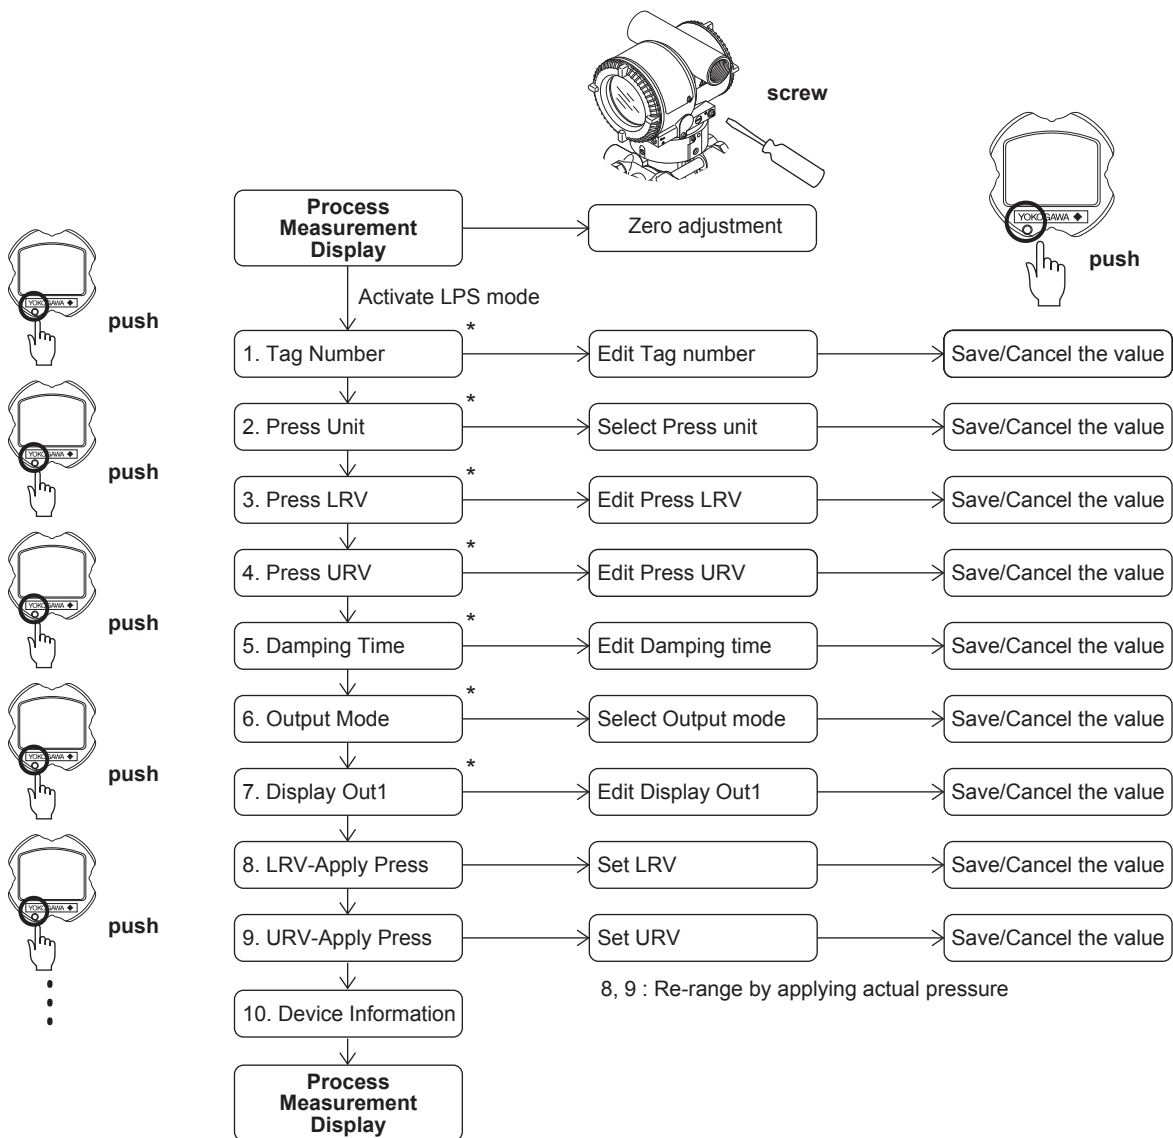 screw
YOKOGAWA ◆
push
Process
Measurement
Display
Zero adjustment
YOKOGAWA ◆
push
Activate LPS mode
1. Tag Number
*
Edit Tag number
Save/Cancel the value
YOKOGAWA ◆
push
2. Press Unit
*
Select Press unit
Save/Cancel the value
3. Press LRV
*
Edit Press LRV
Save/Cancel the value
YOKOGAWA ◆
push
4. Press URV
*
Edit Press URV
Save/Cancel the value
5. Damping Time
*
Edit Damping time
Save/Cancel the value
YOKOGAWA ◆
push
6. Output Mode
*
Select Output mode
Save/Cancel the value
7. Display Out1
*
Edit Display Out1
Save/Cancel the value
YOKOGAWA ◆
push
8. LRV-Apply Press
Set LRV
Save/Cancel the value
9. URV-Apply Press
Set URV
Save/Cancel the value
8, 9 : Re-range by applying actual pressure
10. Device Information
Process
Measurement
Display